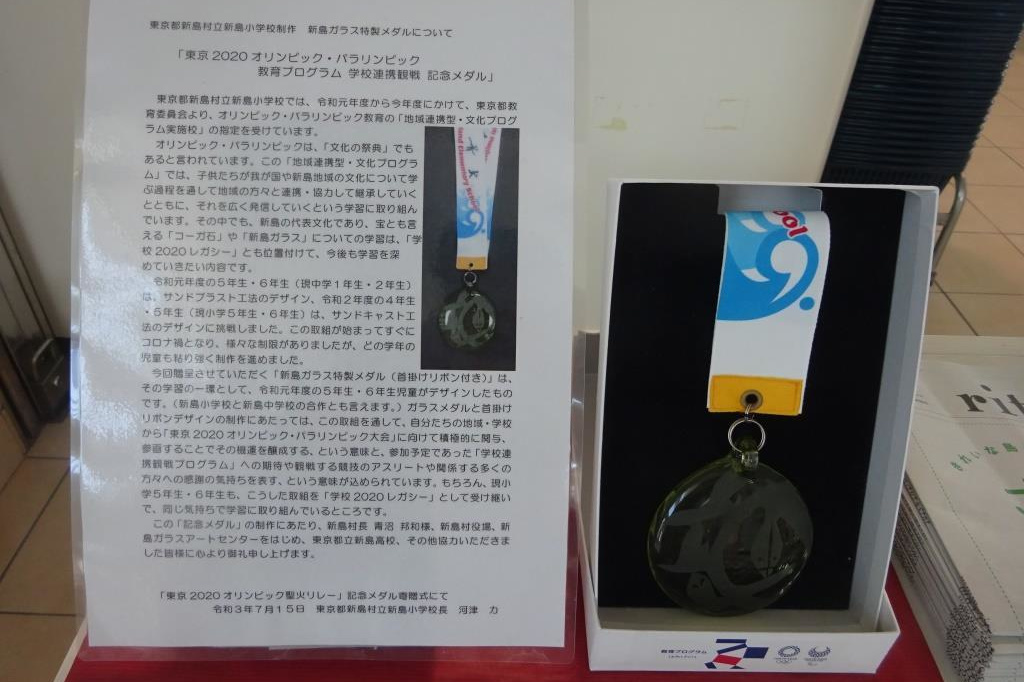 東京都新島村立新島小学校制作　新島ガラス特製メダルについて
「東京２０２０オリンピック・パラリンピック
教育プログラム 学校連携観戦 記念メダル」
東京都新島村立新島小学校では、令和元年度から今年度にかけて、東京都教
育委員会より、オリンピック・パラリンピック教育の「地域連携型・文化プログ
ラム実施校」の指定を受けています。
オリンピック・パラリンピックは、「文化の祭典」でも
あると言われています。この「地域連携型・文化プログラ
ム」では、子供たちが我が国や新島地域の文化について学
ぶ過程を通して地域の方々と連携・協力して継承していく
とともに、それを広く発信していくという学習に取り組ん
でいます。その中でも、新島の代表文化であり、宝とも言
える「コーガ石」や「新島ガラス」についての学習は、「学
校２０２０レガシー」とも位置付けて、今後も学習を深
めていきたい内容です。
令和元年度の５年生・６年生（現中学１年生・２年生）
は、サンドブラスト工法のデザイン、令和２年度の４年生
・５年生（現小学５年生・６年生）は、サンドキャスト工
法のデザインに挑戦しました。この取組が始まってすぐに
コロナ禍となり、様々な制限がありましたが、どの学年の
児童も粘り強く制作を進めました。
今回贈呈させていただく「新島ガラス特製メダル（首掛けリボン付き）」は、
その学習の一環として、令和元年度の５年生・６年生児童がデザインしたもの
です。（新島小学校と新島中学校の合作とも言えます。）ガラスメダルと首掛け
リボンデザインの制作にあたっては、この取組を通して、自分たちの地域・学校
から「東京２０２０オリンピック・パラリンピック大会」に向けて積極的に関与、
参画することでその機運を醸成する、という意味と、参加予定であった「学校連
携観戦プログラム」への期待や観戦する競技のアスリートや関係する多くの
方々への感謝の気持ちを表す、という意味が込められています。もちろん、現小
学５年生・６年生も、こうした取組を「学校２０２０レガシー」として受け継い
で、同じ気持ちで学習に取り組んでいるところです。
この「記念メダル」の制作にあたり、新島村長 青沼 邦和様、新島村役場、新
島ガラスアートセンターをはじめ、東京都立新島高校、その他協力いただきま
した皆様に心より御礼申し上げます。
「東京２０２０オリンピック聖火リレー」記念メダル寄贈式にて
令和３年７月１５日　東京都新島村立新島小学校長　河津　力
Elementary
ool
教育プログラム
rit
きれいな島